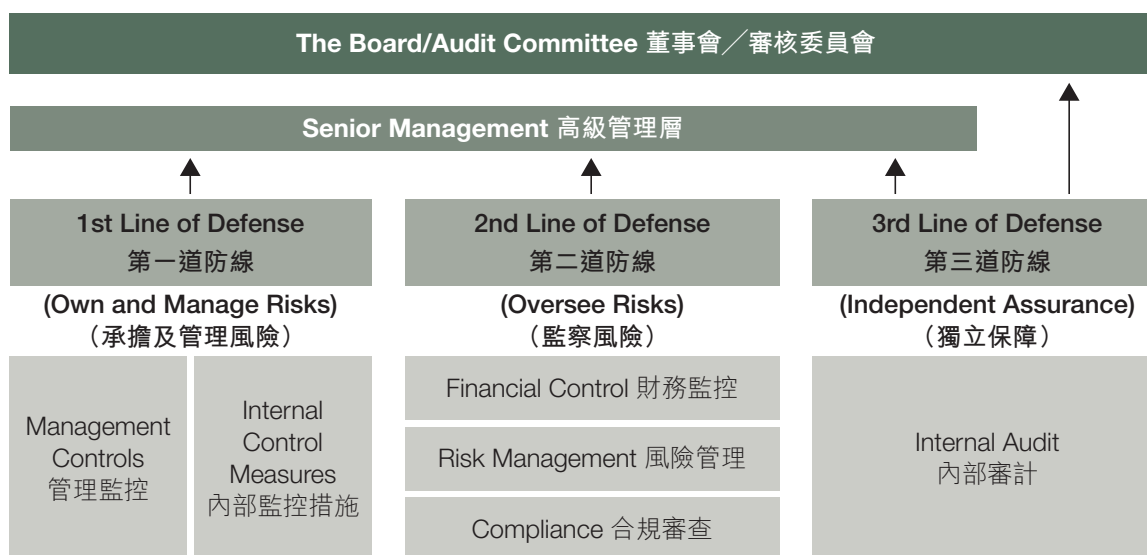 The Board/Audit Committee 董事會╱審核委員會
Senior Management 高級管理層
1st Line of Defense
第一道防線
(Own and Manage Risks)
（承擔及管理風險）
Management
Controls
管理監控
Internal
Control
Measures
內部監控措施
2nd Line of Defense
第二道防線
(Oversee Risks)
（監察風險）
Financial Control 財務監控
Risk Management 風險管理
Compliance 合規審查
3rd Line of Defense
第三道防線
(Independent Assurance)
（獨立保障）
Internal Audit
內部審計